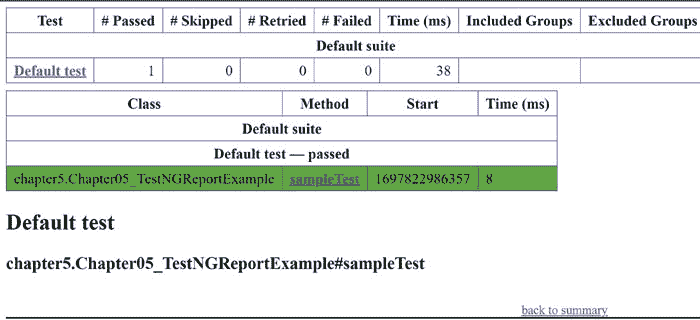 Test # Passed # Skipped # Retried # Failed Time (ms) Included Groups Excluded Groups
Default suite
Default test 1 0 0 0 38
Class Method Start Time (ms)
Default suite
Default test — passed
chapter5.Chapter05_TestNGReportExample sampleTest 1697822986357 8
Default test
chapter5.Chapter05_TestNGReportExample#sampleTest
back to summary